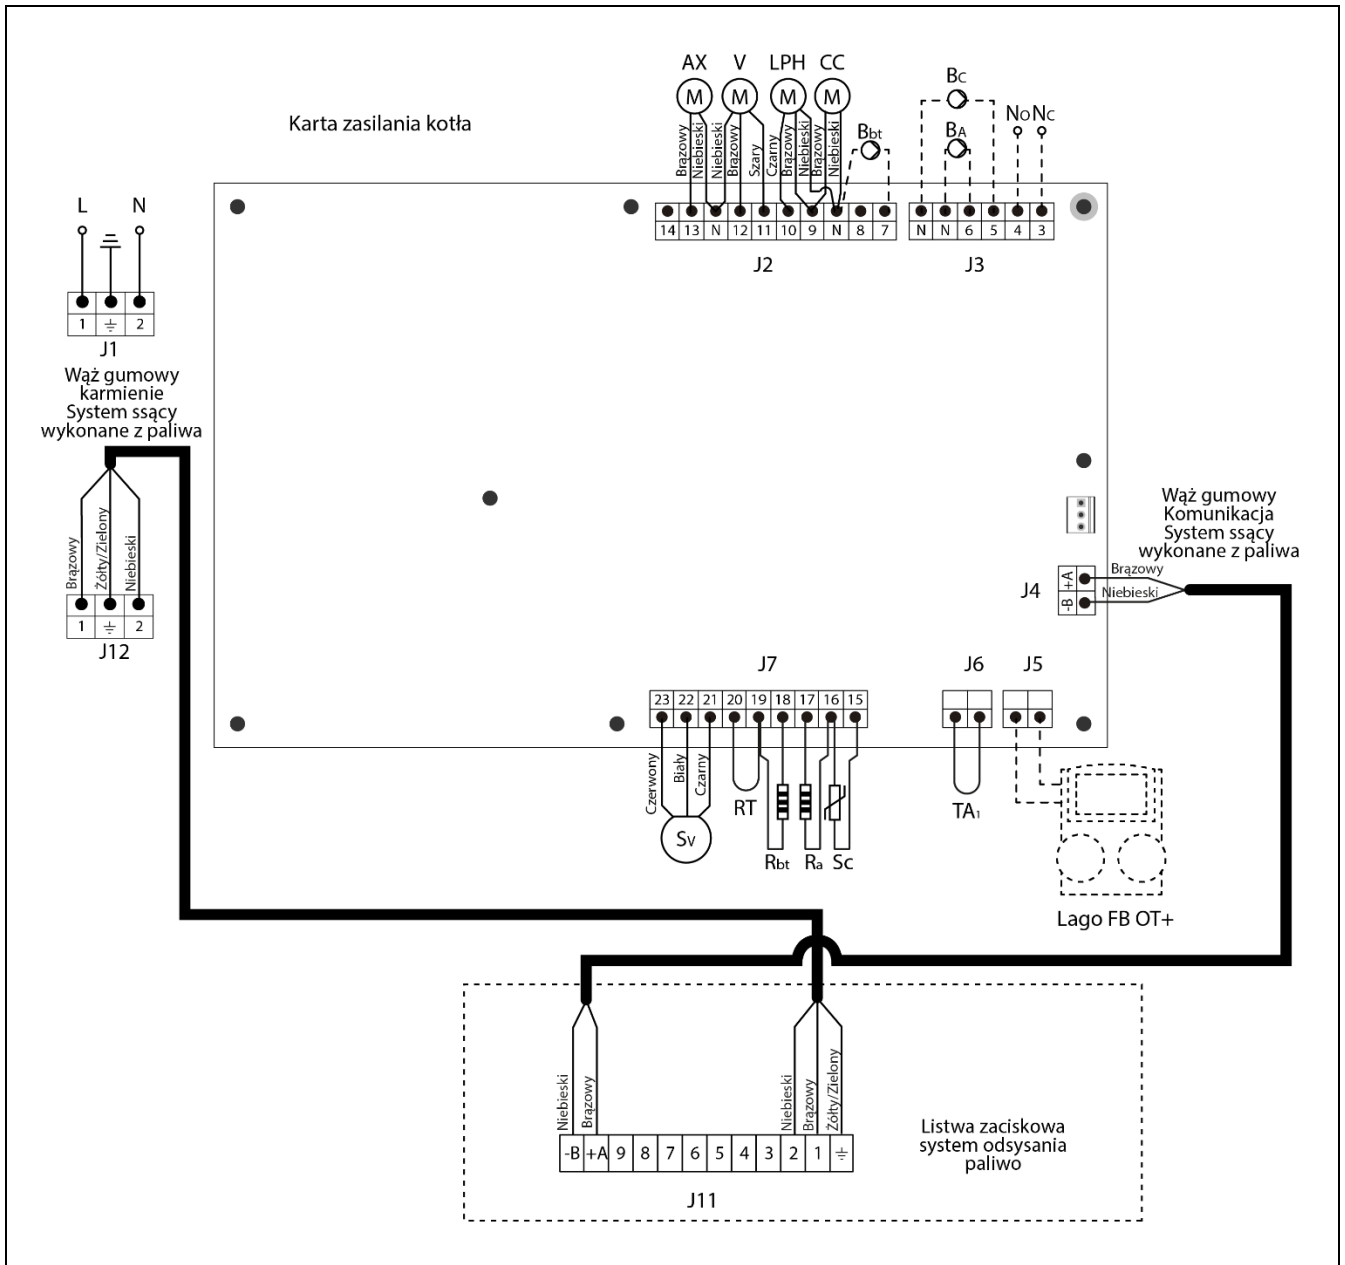 AX V LPH CC
M M M M
Bc
No Nc
BA
Bbt
Karta zasilania kotła
Brązowy
Niebieski
Niebieski
Brązowy
Szary
Czarny
Brązowy
Niebieski
Brązowy
Niebieski
L N
14 13 N 12 11 10 9 N 8 7
N N 6 5 4 3
J2
J3
1 2
J1
Wąż gumowy
karmienie
System ssący
wykonane z paliwa
Brązowy
Żółty/Zielony
Niebieski
1 2
J12
Wąż gumowy
Komunikacja
System ssący
wykonane z paliwa
J4
+A
-B
Brązowy
Niebieski
J7
J6
J5
23 22 21 20 19 18 17 16 15
Czerwony
Biały
Czarny
Sv
RT
Rbt
Ra
Sc
TA1
Lago FB OT+
Niebieski
Brązowy
Niebieski
Brązowy
Żółty/Zielony
-B +A 9 8 7 6 5 4 3 2 1
J11
Listwa zaciskowa
system odsysania
paliwo